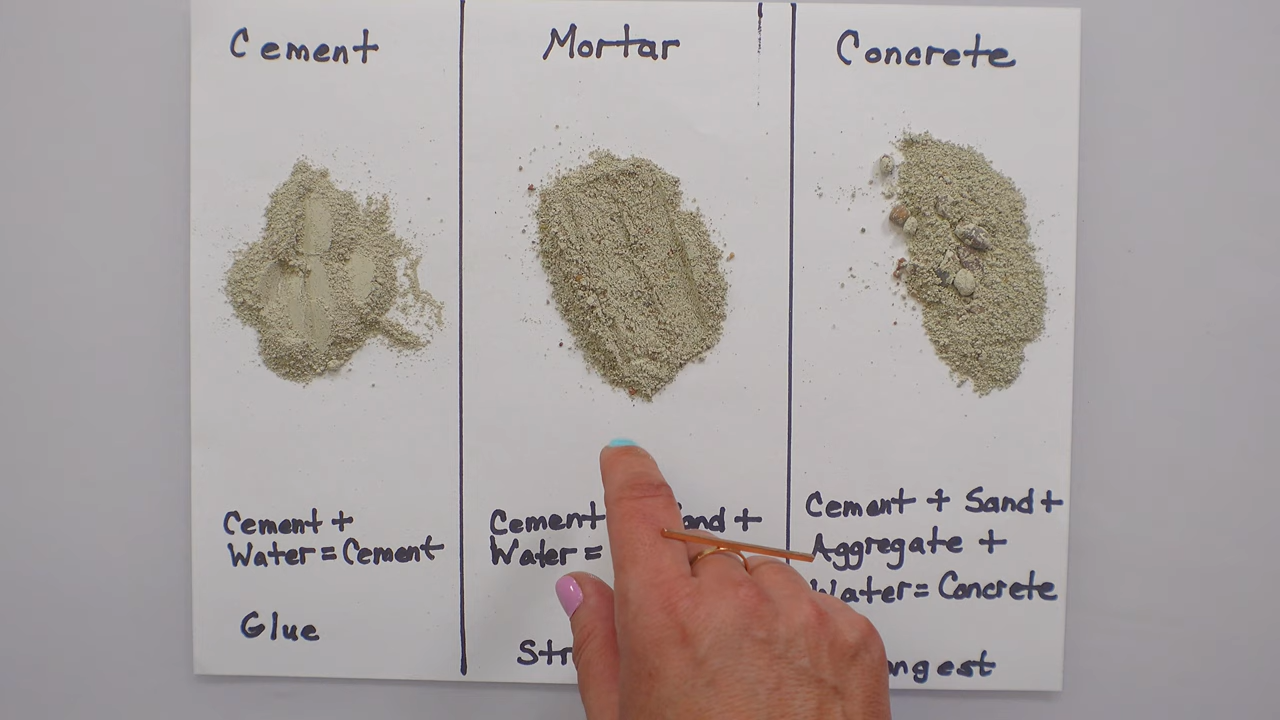 Cement
Mortar
Concrete
Cement +
Water = Cement
Glue
Cement
Water =
Cement + Sand +
Aggregate +
Water = Concrete